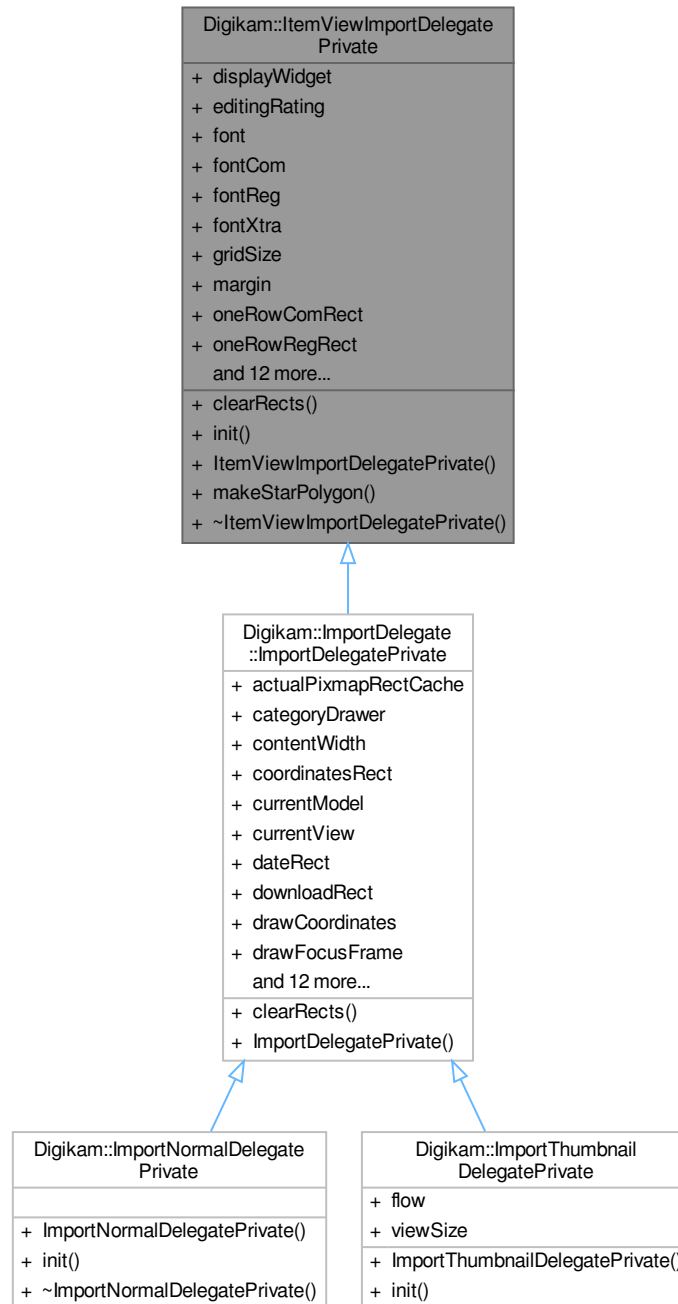 Digikam::ItemViewImportDelegate
Private
+ displayWidget
+ editingRating
+ font
+ fontCom
+ fontReg
+ fontXtra
+ gridSize
+ margin
+ oneRowComRect
+ oneRowRegRect
and 12 more...
+ clearRects()
+ init()
+ ItemViewImportDelegatePrivate()
+ makeStarPolygon()
+ ~ItemViewImportDelegatePrivate()
Digikam::ImportDelegate
::ImportDelegatePrivate
+ actualPixmapRectCache
+ categoryDrawer
+ contentWidth
+ coordinatesRect
+ currentModel
+ currentView
+ dateRect
+ downloadRect
+ drawCoordinates
+ drawFocusFrame
and 12 more...
+ clearRects()
+ ImportDelegatePrivate()
Digikam::ImportNormalDelegate
Private
+ ImportNormalDelegatePrivate()
+ init()
+ ~ImportNormalDelegatePrivate()
Digikam::ImportThumbnail
DelegatePrivate
+ flow
+ viewSize
+ ImportThumbnailDelegatePrivate()
+ init()